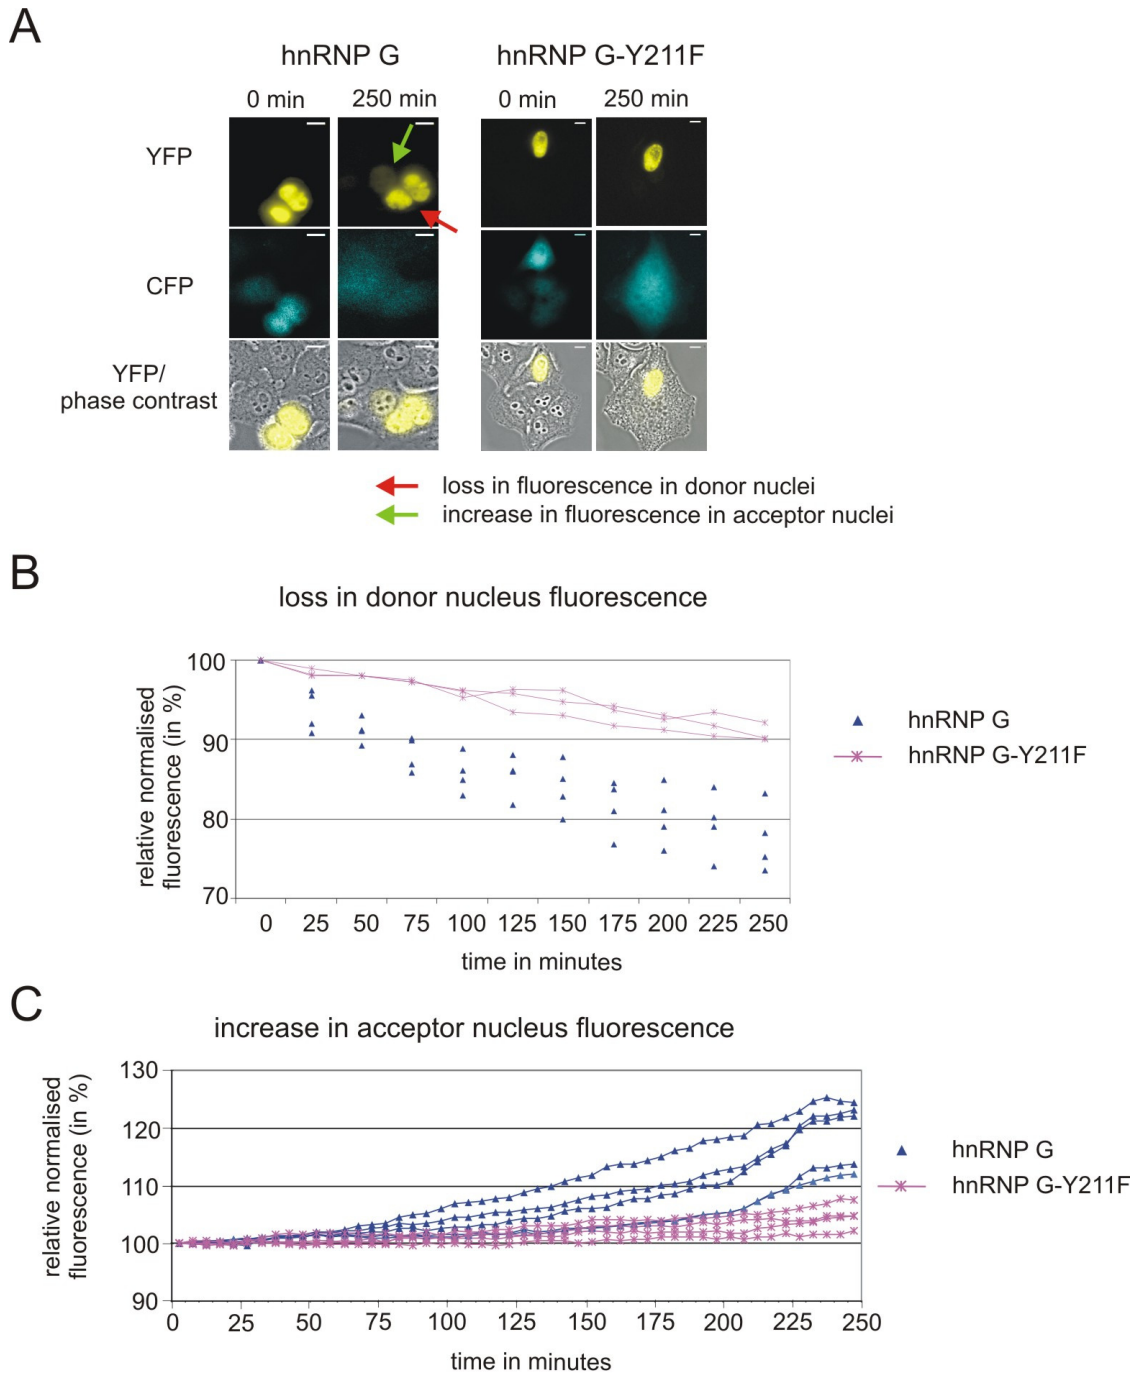 A
hnRNP G
hnRNP G-Y211F
0 min
250 min
0 min
250 min
YFP
CFP
YFP/
phase contrast
loss in fluorescence in donor nuclei
increase in fluorescence in acceptor nuclei
B
loss in donor nucleus fluorescence
relative normalised
fluorescence (in %)
100
90
80
70
0 25 50 75 100 125 150 175 200 225 250
time in minutes
hnRNP G
hnRNP G-Y211F
C
increase in acceptor nucleus fluorescence
relative normalised
fluorescence (in %)
130
120
110
100
90
0 25 50 75 100 125 150 175 200 225 250
time in minutes
hnRNP G
hnRNP G-Y211F